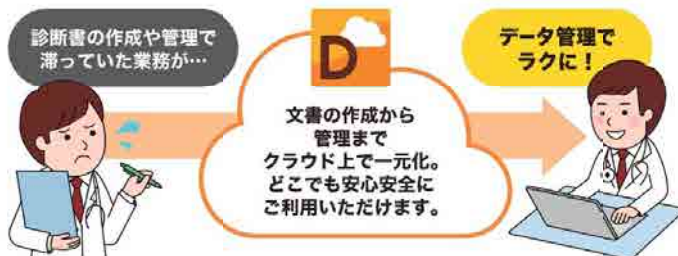 診断書の作成や管理で
滞っていた業務が…
D
文書の作成から
管理まで
クラウド上で一元化。
どこでも安心安全に
ご利用いただけます。
データ管理で
ラクに！